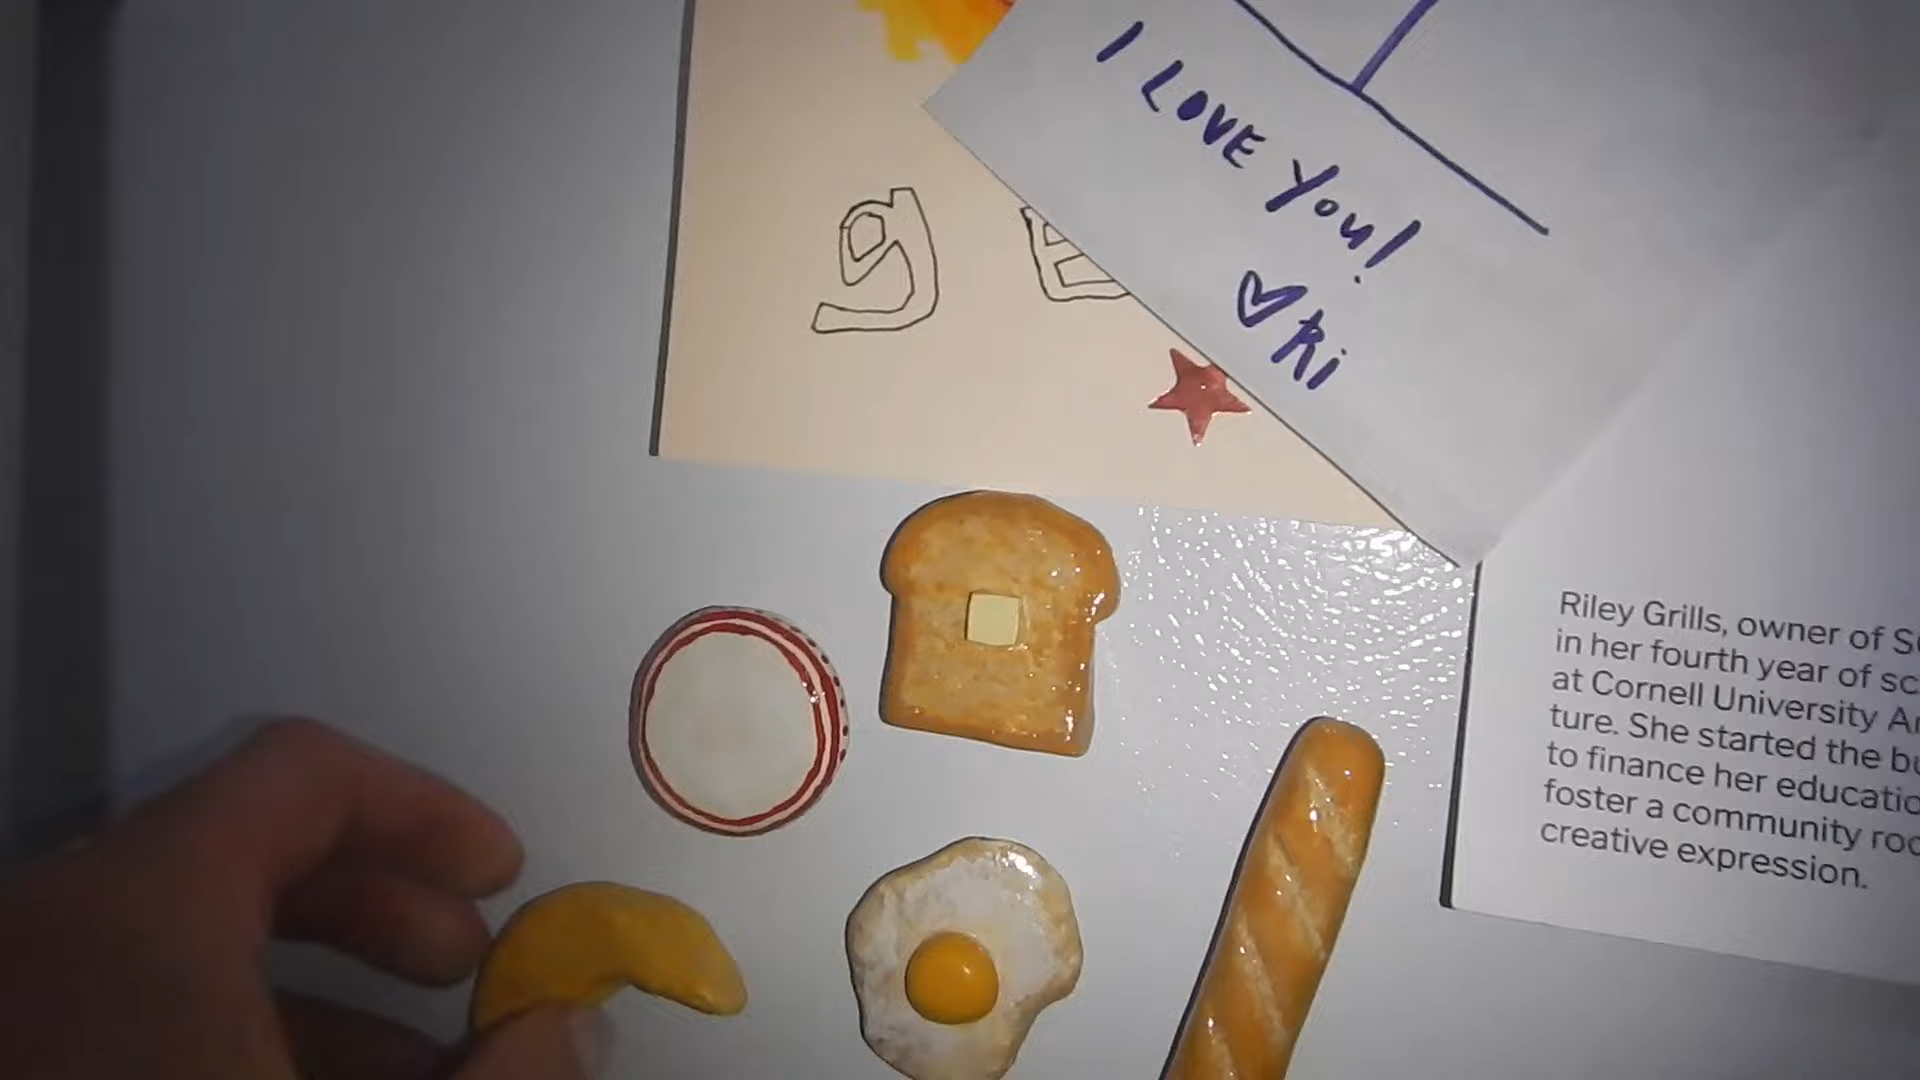 g
I LOVE You!
♡Ri
Riley Grills, owner of
in her fourth year of
at Cornell University
ture. She started the
to finance her
foster a community
creative expression.